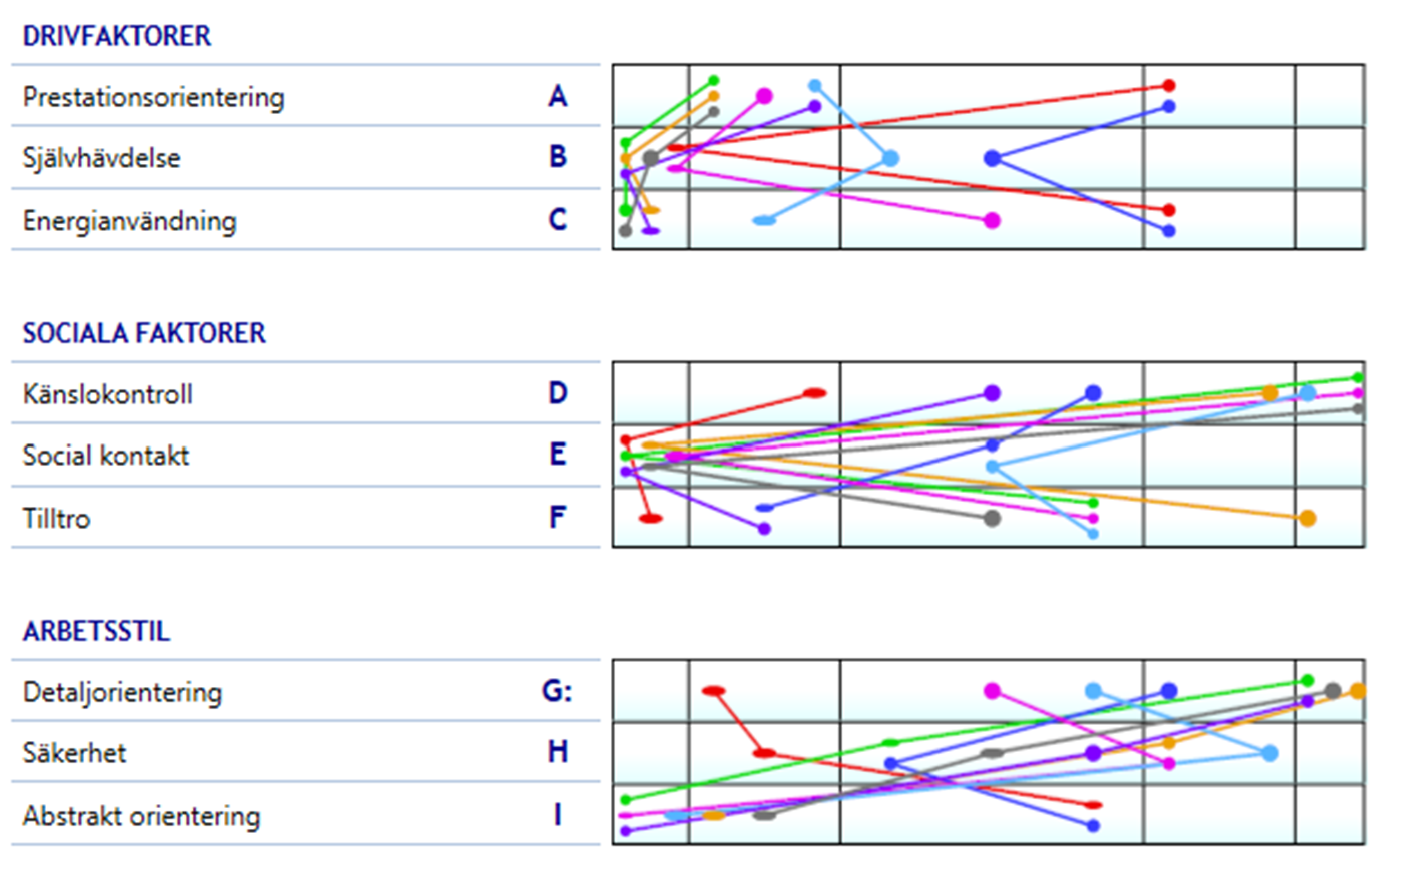 DRIVFAKTORER
Prestationsorientering A
Självhävdelse B
Energianvändning C
SOCIALA FAKTORER
Känslokontroll D
Social kontakt E
Tilltro F
ARBETSSTIL
Detaljorientering G:
Säkerhet H
Abstrakt orientering I